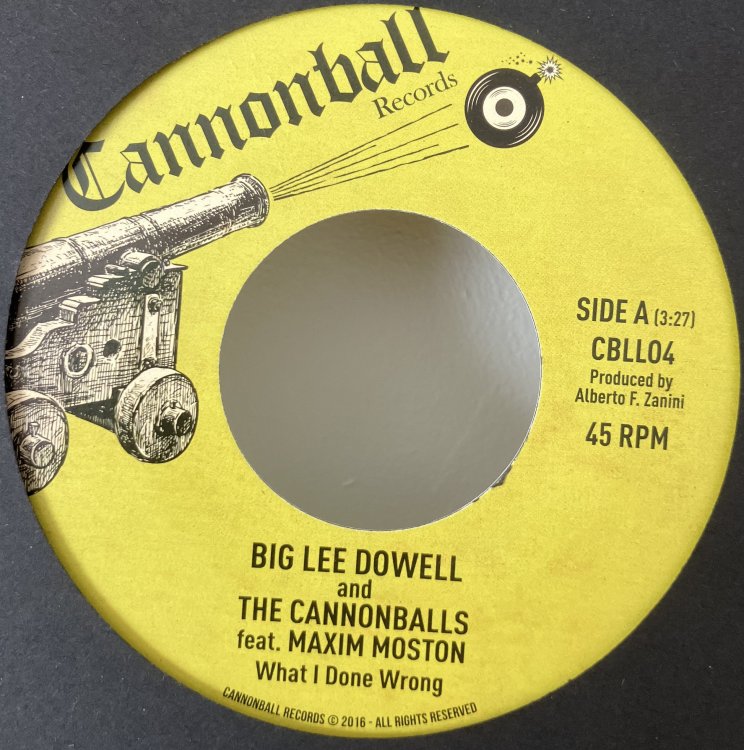 Cannonball
Records
SIDE A (3:27)
CBLL04
Produced by
Alberto F. Zanini
45 RPM
BIG LEE DOWELL
and
THE CANNONBALLS
feat. MAXIM MOSTON
What I Done Wrong
CANNONBALL RECORDS © 2016 - ALL RIGHTS RESERVED